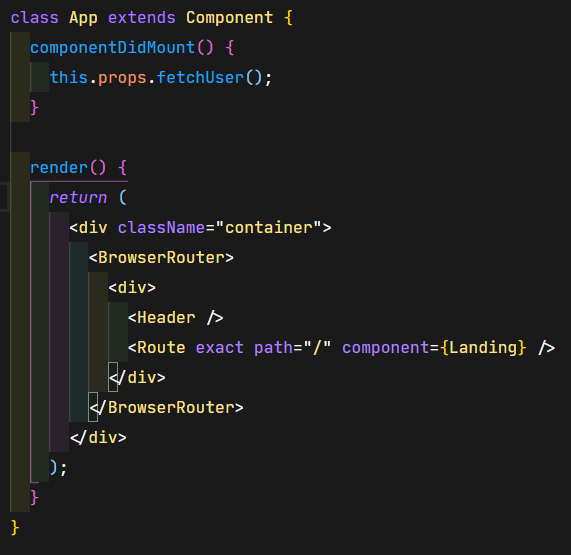 class App extends Component {
  componentDidMount() {
    this.props.fetchUser();
  }

  render() {
    return (
      <div className="container">
        <BrowserRouter>
          <div>
            <Header />
            <Route exact path="/" component={Landing} />
          </div>
        </BrowserRouter>
      </div>
    );
  }
}